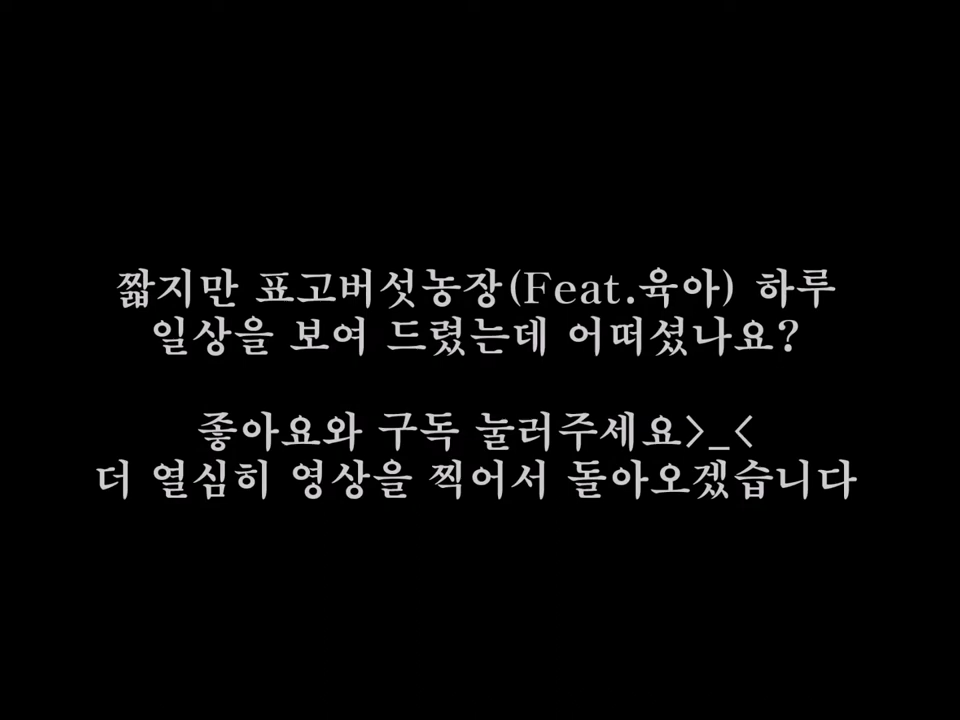 짧지만 표고버섯농장(Feat.육아) 하루
일상을 보여 드렸는데 어떠셨나요?
좋아요와 구독 눌러주세요>_<
더 열심히 영상을 찍어서 돌아오겠습니다